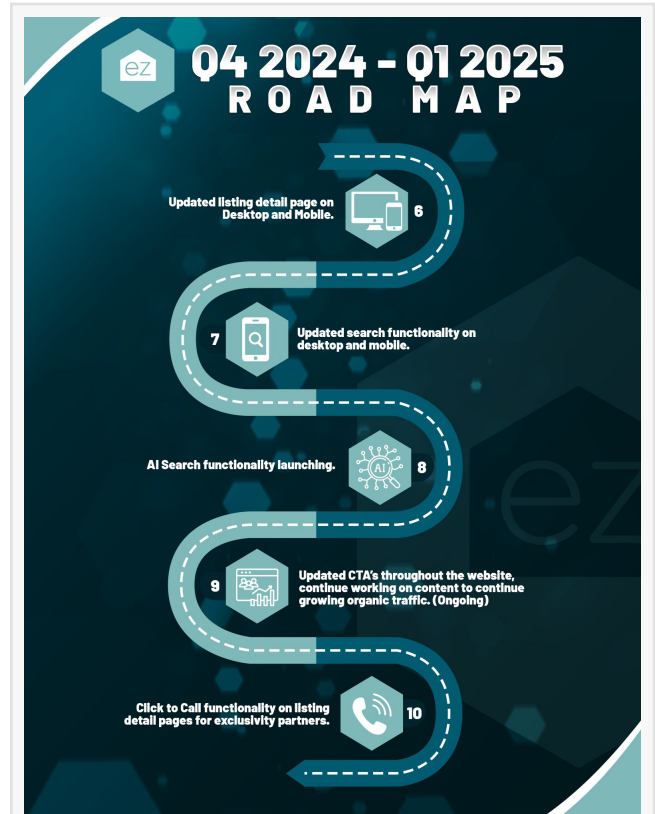 ez
Q4 2024 - Q1 2025
ROAD MAP
Updated listing detail page on
Desktop and Mobile.
6
7
Updated search functionality on
desktop and mobile.
AI Search functionality launching.
AI
8
9
Updated CTA's throughout the website,
continue working on content to continue
growing organic traffic. (Ongoing)
Click to Call functionality on listing
detail pages for exclusivity partners.
10
ez